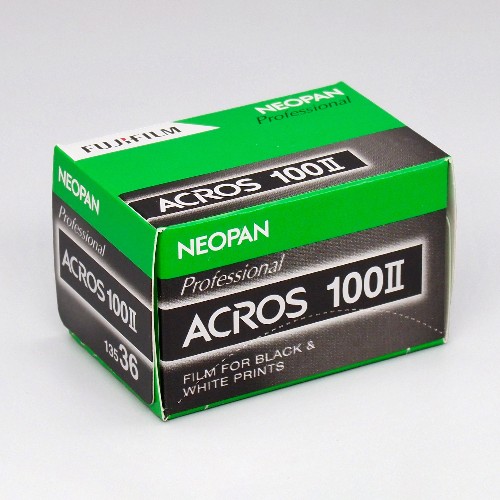 FUJIFILM
NEOPAN
Professional
ACROS 100II
NEOPAN
Professional
ACROS 100II
135 36
NEOPAN
Professional
ACROS 100II
FILM FOR BLACK &
WHITE PRINTS